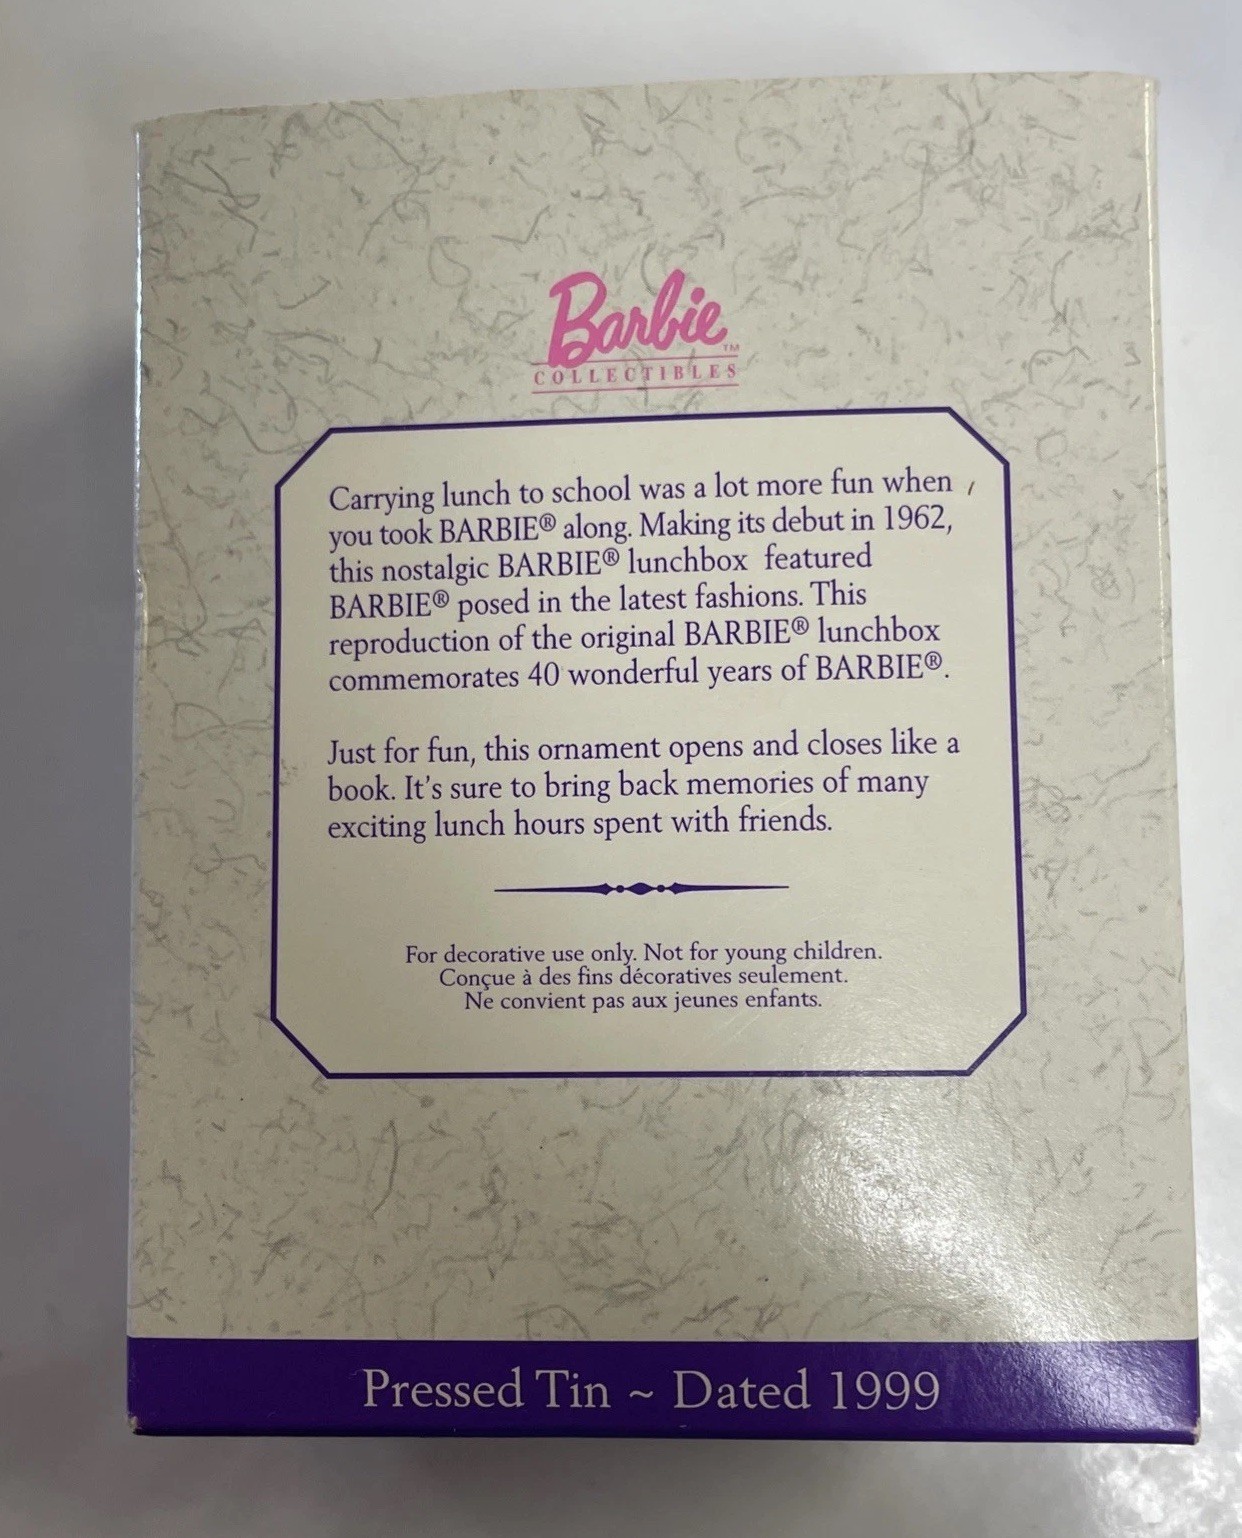 Barbie™
COLLECTIBLES
Carrying lunch to school was a lot more fun when
you took BARBIE® along. Making its debut in 1962,
this nostalgic BARBIE® lunchbox featured
BARBIE® posed in the latest fashions. This
reproduction of the original BARBIE® lunchbox
commemorates 40 wonderful years of BARBIE®.
Just for fun, this ornament opens and closes like a
book. It's sure to bring back memories of many
exciting lunch hours spent with friends.
For decorative use only. Not for young children.
Conçue à des fins décoratives seulement.
Ne convient pas aux jeunes enfants.
Pressed Tin ~ Dated 1999